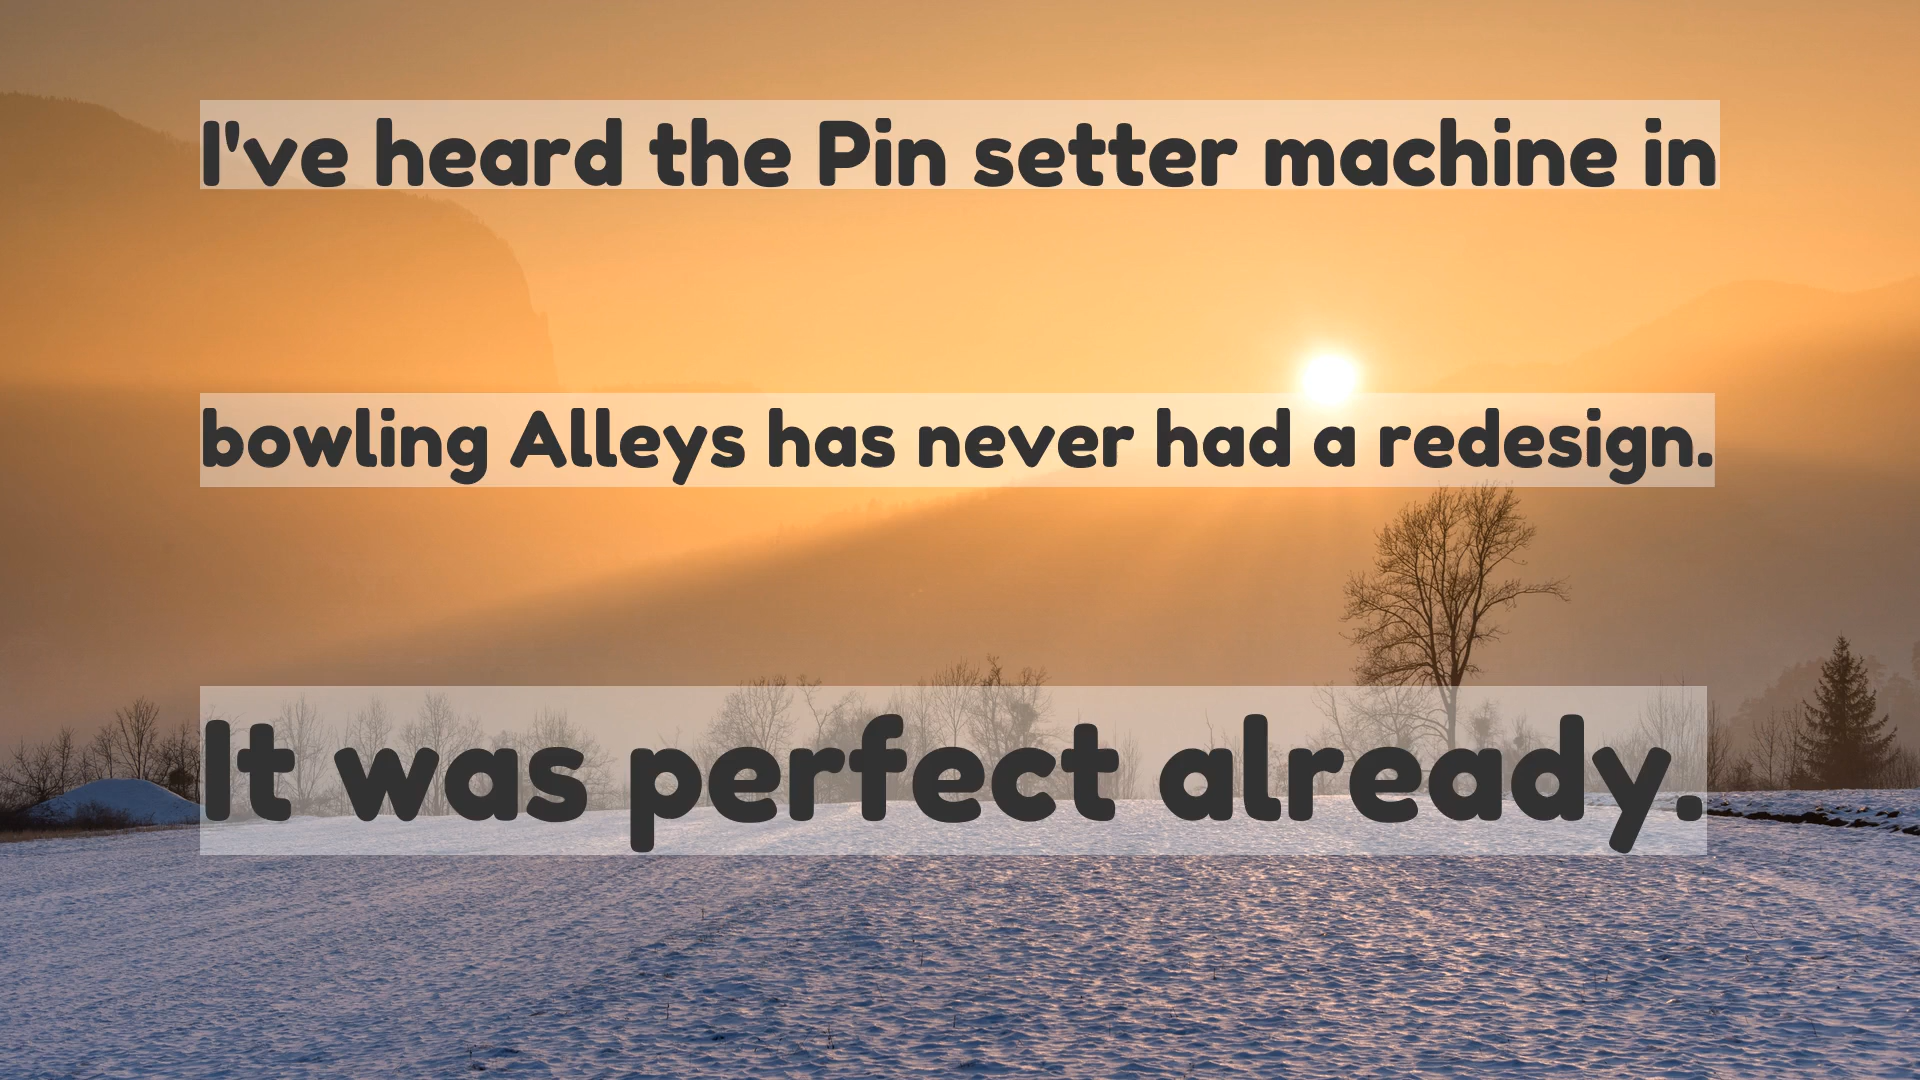 I've heard the Pin setter machine in
bowling Alleys has never had a redesign.
It was perfect already.